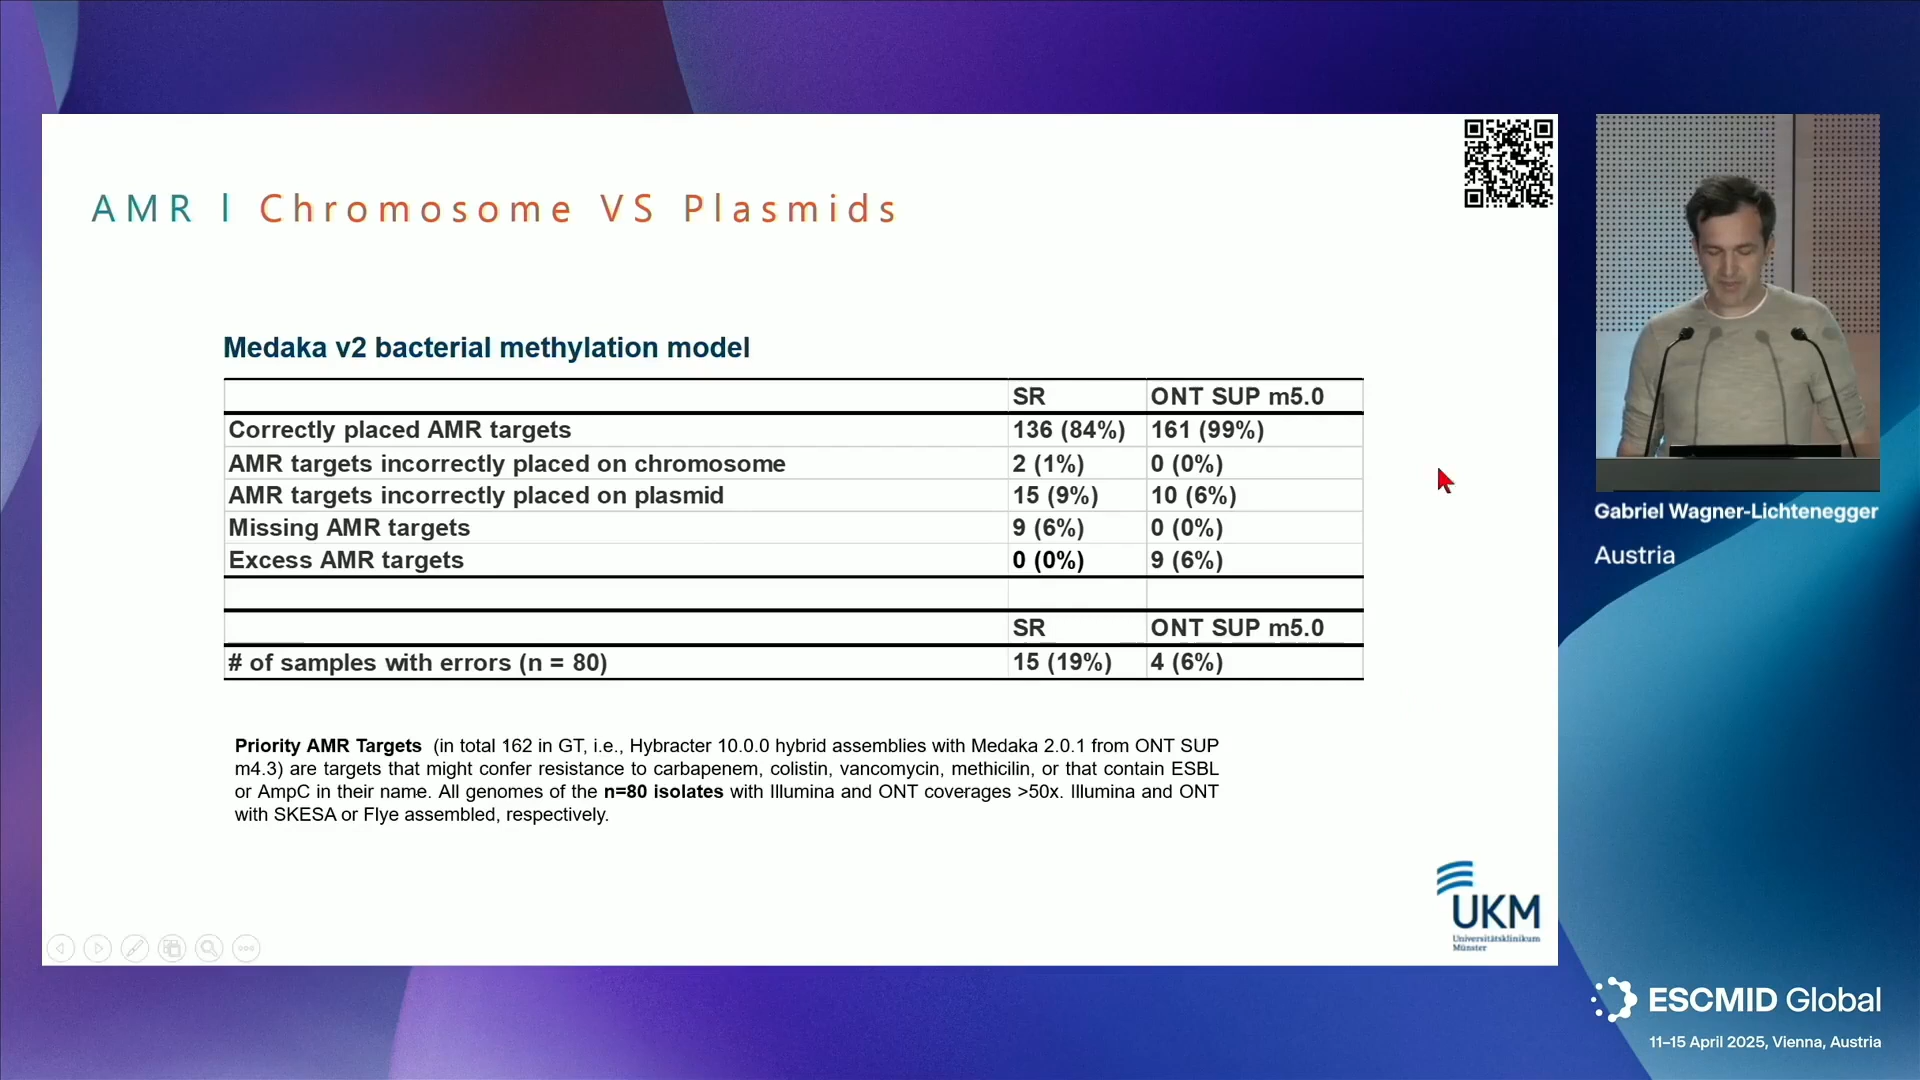 AMR | Chromosome VS Plasmids
Medaka v2 bacterial methylation model
SR ONT SUP m5.0
Correctly placed AMR targets 136 (84%) 161 (99%)
AMR targets incorrectly placed on chromosome 2 (1%) 0 (0%)
AMR targets incorrectly placed on plasmid 15 (9%) 10 (6%)
Missing AMR targets 9 (6%) 0 (0%)
Excess AMR targets 0 (0%) 9 (6%)
SR ONT SUP m5.0
# of samples with errors (n = 80) 15 (19%) 4 (6%)
Priority AMR Targets (in total 162 in GT, i.e., Hybracter 10.0.0 hybrid assemblies with Medaka 2.0.1 from ONT SUP
m4.3) are targets that might confer resistance to carbapenem, colistin, vancomycin, methicilin, or that contain ESBL
or AmpC in their name. All genomes of the n=80 isolates with Illumina and ONT coverages >50x. Illumina and ONT
with SKESA or Flye assembled, respectively.
UKM
Universitätsklinikum
Münster
Gabriel Wagner-Lichtenegger
Austria
ESCMID Global
11–15 April 2025, Vienna, Austria